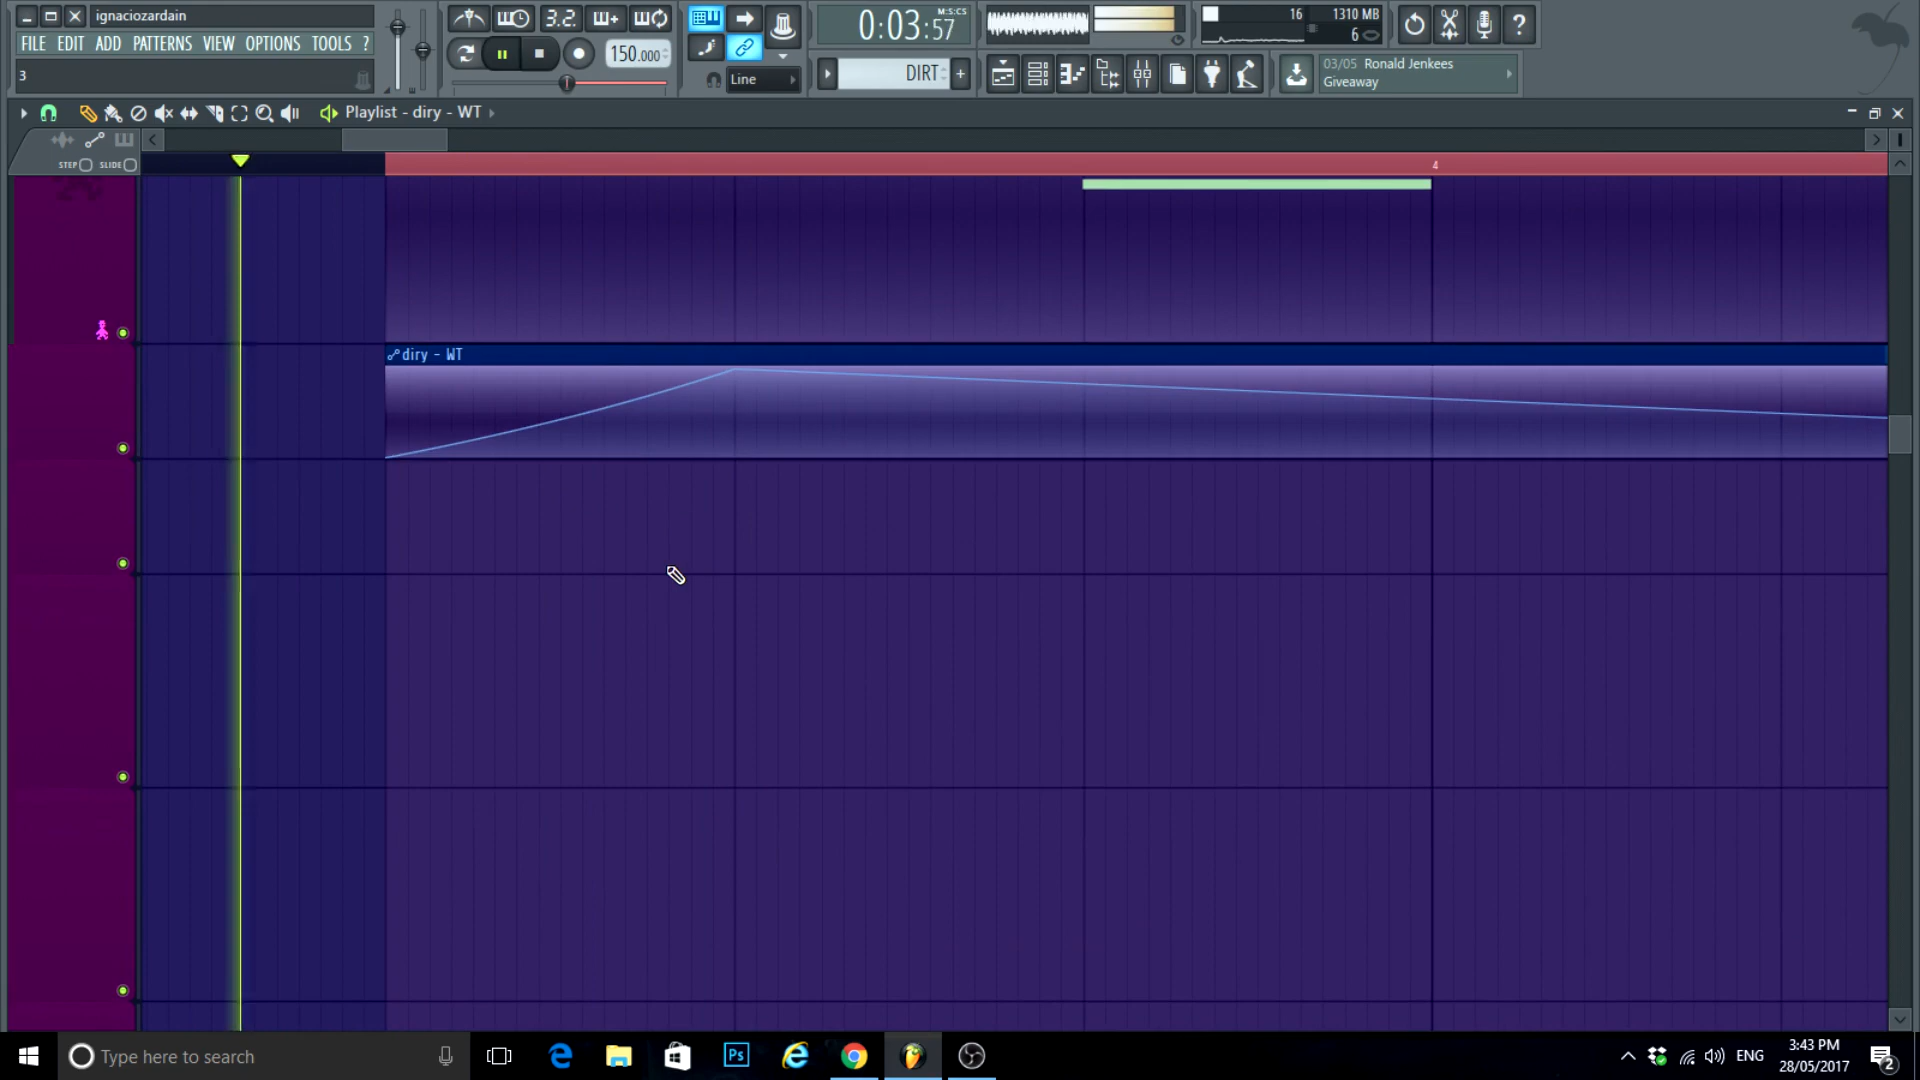 ignaciozardain
FILE EDIT ADD PATTERNS VIEW OPTIONS TOOLS ?
3
3.2.
150.000
Line
0:03:57
M:S:CS
DIRT
16
1310 MB
6
03/05 Ronald Jenkees
Giveaway
Playlist - diry - WT
STEP
SLIDE
4
diry - WT
Type here to search
Ps
ENG
3:43 PM
28/05/2017
2